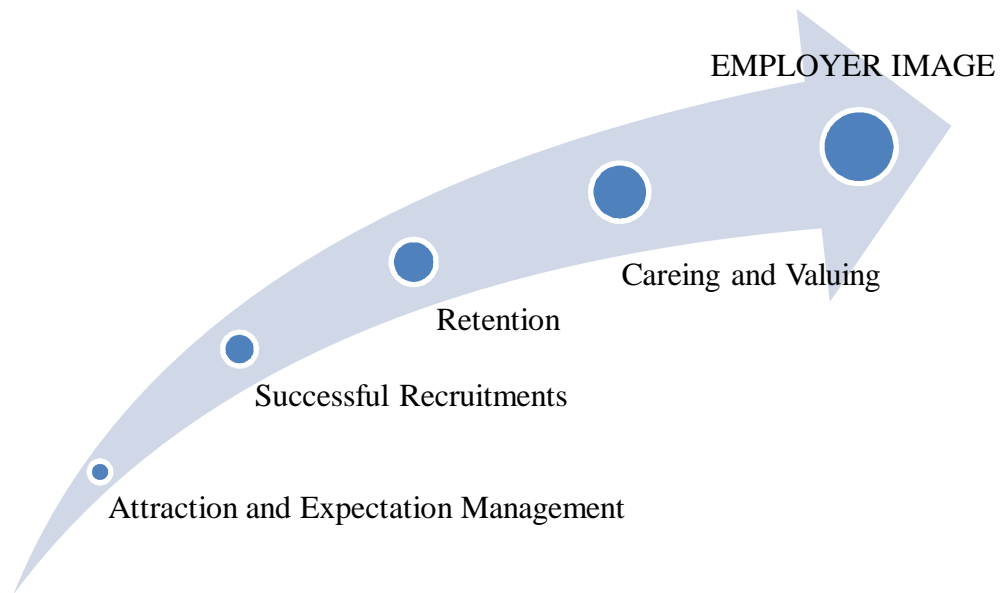 EMPLOYER IMAGE
Careing and Valuing
Retention
Successful Recruitments
Attraction and Expectation Management